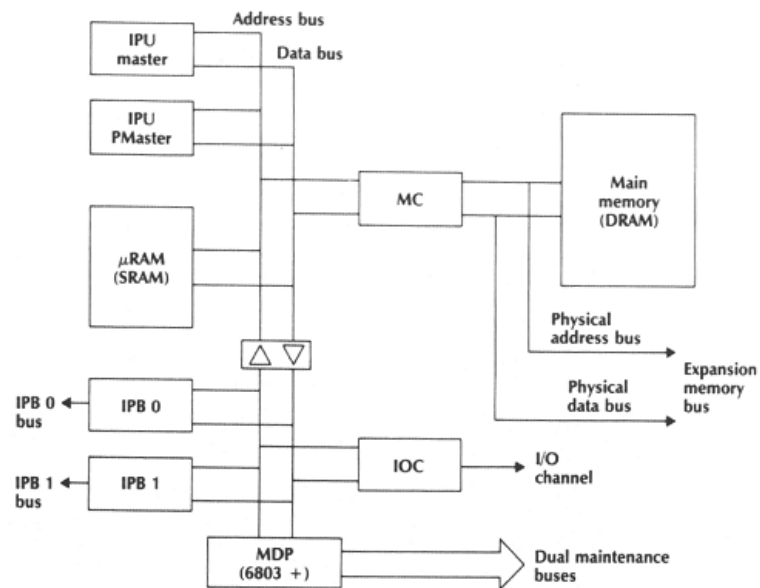 Address bus
IPU
master
Data bus
IPU
PMaster
MC
Main
memory
(DRAM)
μRAM
(SRAM)
Physical
address bus
Expansion
memory
bus
Physical
data bus
IPB 0
bus
IPB 0
IOC
I/O
channel
IPB 1
bus
IPB 1
MDP
(6803 +)
Dual maintenance
buses